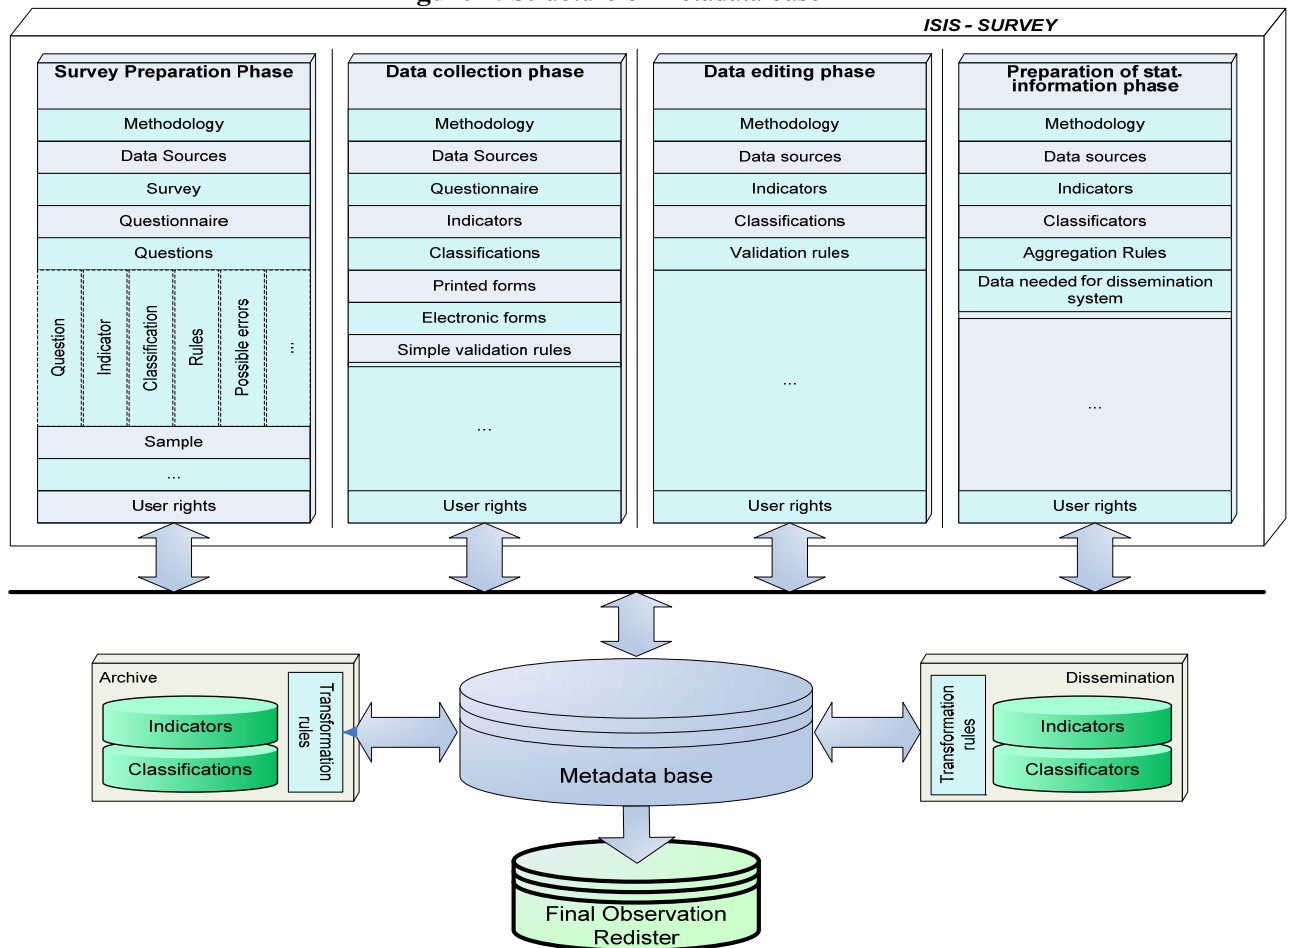 ISIS - SURVEY
Survey Preparation Phase
Methodology
Data Sources
Survey
Questionnaire
Questions
Question
Indicator
Classification
Rules
Possible errors
...
Sample
...
User rights
Data collection phase
Methodology
Data Sources
Questionnaire
Indicators
Classifications
Printed forms
Electronic forms
Simple validation rules
...
User rights
Data editing phase
Methodology
Data sources
Indicators
Classifications
Validation rules
...
User rights
Preparation of stat.
information phase
Methodology
Data sources
Indicators
Classificators
Aggregation Rules
Data needed for dissemination
system
...
User rights
Archive
Indicators
Classifications
Transformation
rules
Metadata base
Dissemination
Transformation
rules
Indicators
Classificators
Final Observation
Redister